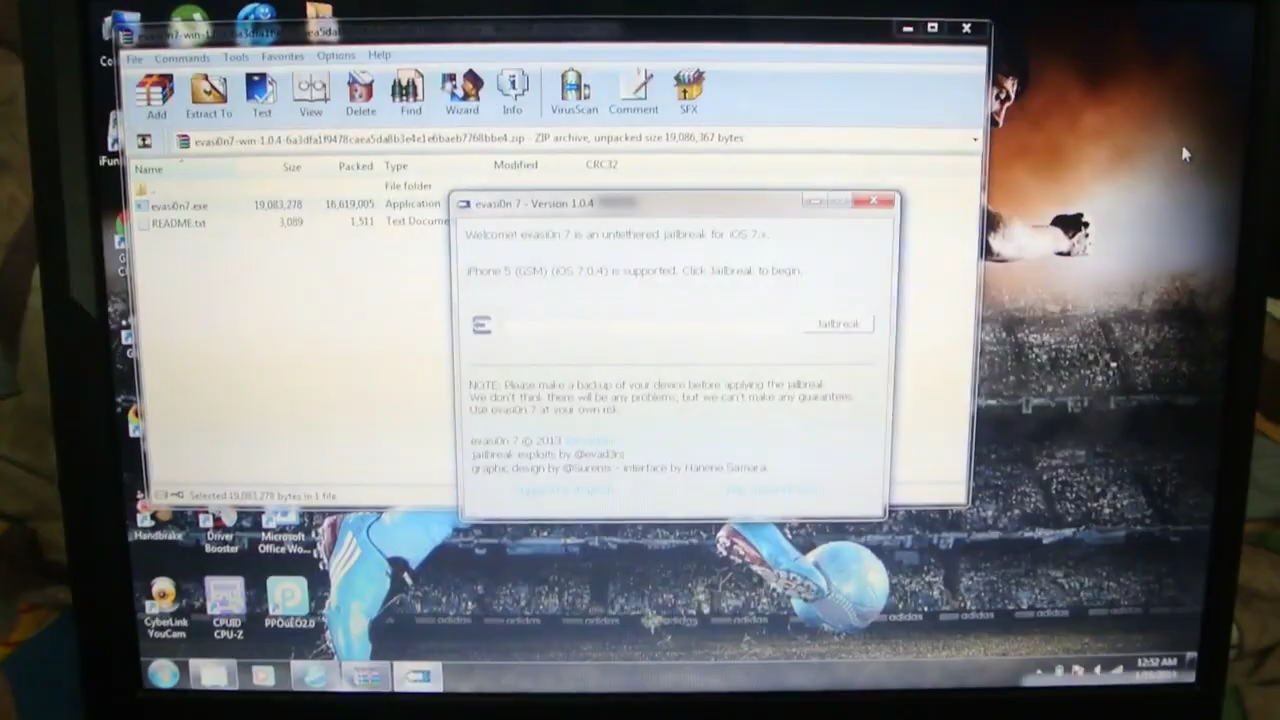 File Commands Tools Favorites Options Help
Add Extract To Test View Delete Find Wizard Info VirusScan Comment SFX
evasi0n7-win-1.0.4-6a3dfa1f9478caea5da8b3e4e1e6baeb7768bbe4.zip - ZIP archive, unpacked size 19,086,367 bytes
Name Size Packed Type Modified CRC32
File folder
evasi0n7.exe 19,083,278 16,619,005 Application
README.txt 3,089 1,511 Text Docume
evasi0n 7 - Version 1.0.4
Welcome! evasi0n 7 is an untethered jailbreak for iOS 7.x.
iPhone 5 (GSM) (iOS 7.0.4) is supported. Click Jailbreak to begin.
Jailbreak
NOTE: Please make a backup of your device before applying the jailbreak.
We don't think there will be any problems, but we can't make any guarantees.
Use evasi0n 7 at your own risk.
evasi0n 7 © 2013
jailbreak exploits by @evad3rs
graphic design by @Surenix - interface by Hanene Samara.
Selected 19,083,278 bytes in 1 file
Handbrake
Driver Booster
Microsoft Office Wo...
CyberLink YouCam
CPUID CPU-Z
adidas adidas adidas adidas adidas adidas adidas adidas
12:52 AM